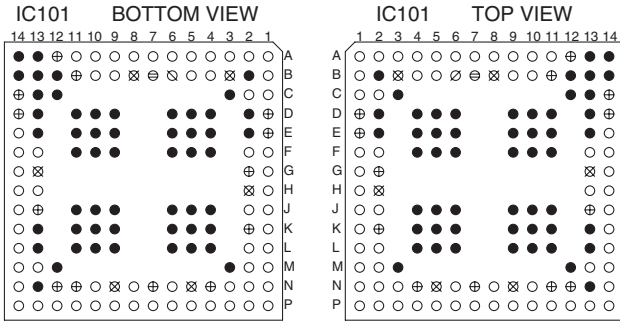 IC101 BOTTOM VIEW IC101 TOP VIEW
14 13 12 11 10 9 8 7 6 5 4 3 2 1 1 2 3 4 5 6 7 8 9 10 11 12 13 14
A A
B B
C C
D D
E E
F F
G G
H H
J J
K K
L L
M M
N N
P P